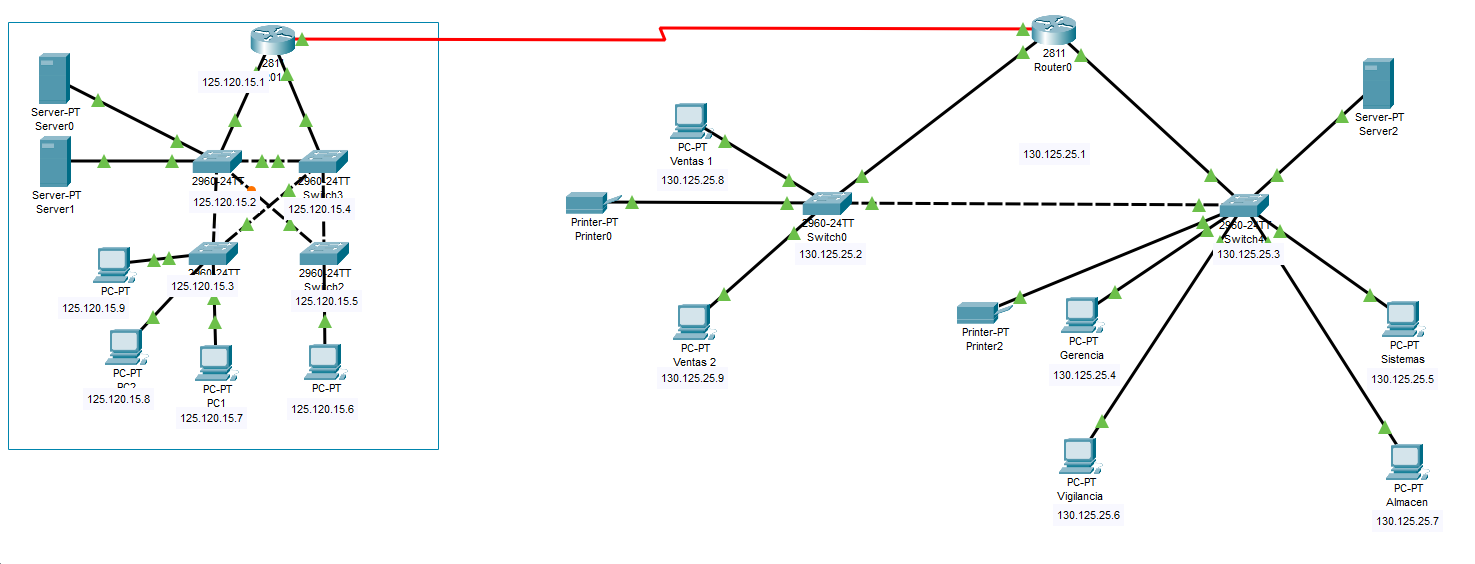 Server-PT
Server0
Server-PT
Server1
125.120.15.1
2960-24TT
125.120.15.2
2960-24TT
Switch3
125.120.15.4
2960-24TT
125.120.15.3
2960-24TT
Switch2
125.120.15.5
PC-PT
125.120.15.9
PC-PT
PC2
125.120.15.8
PC-PT
PC1
125.120.15.7
PC-PT
125.120.15.6
2811
Router0
130.125.25.1
PC-PT
Ventas 1
130.125.25.8
Printer-PT
Printer0
2960-24TT
Switch0
130.125.25.2
PC-PT
Ventas 2
130.125.25.9
Server-PT
Server2
2960-24TT
Switch4
130.125.25.3
Printer-PT
Printer2
PC-PT
Gerencia
130.125.25.4
PC-PT
Sistemas
130.125.25.5
PC-PT
Vigilancia
130.125.25.6
PC-PT
Almacen
130.125.25.7